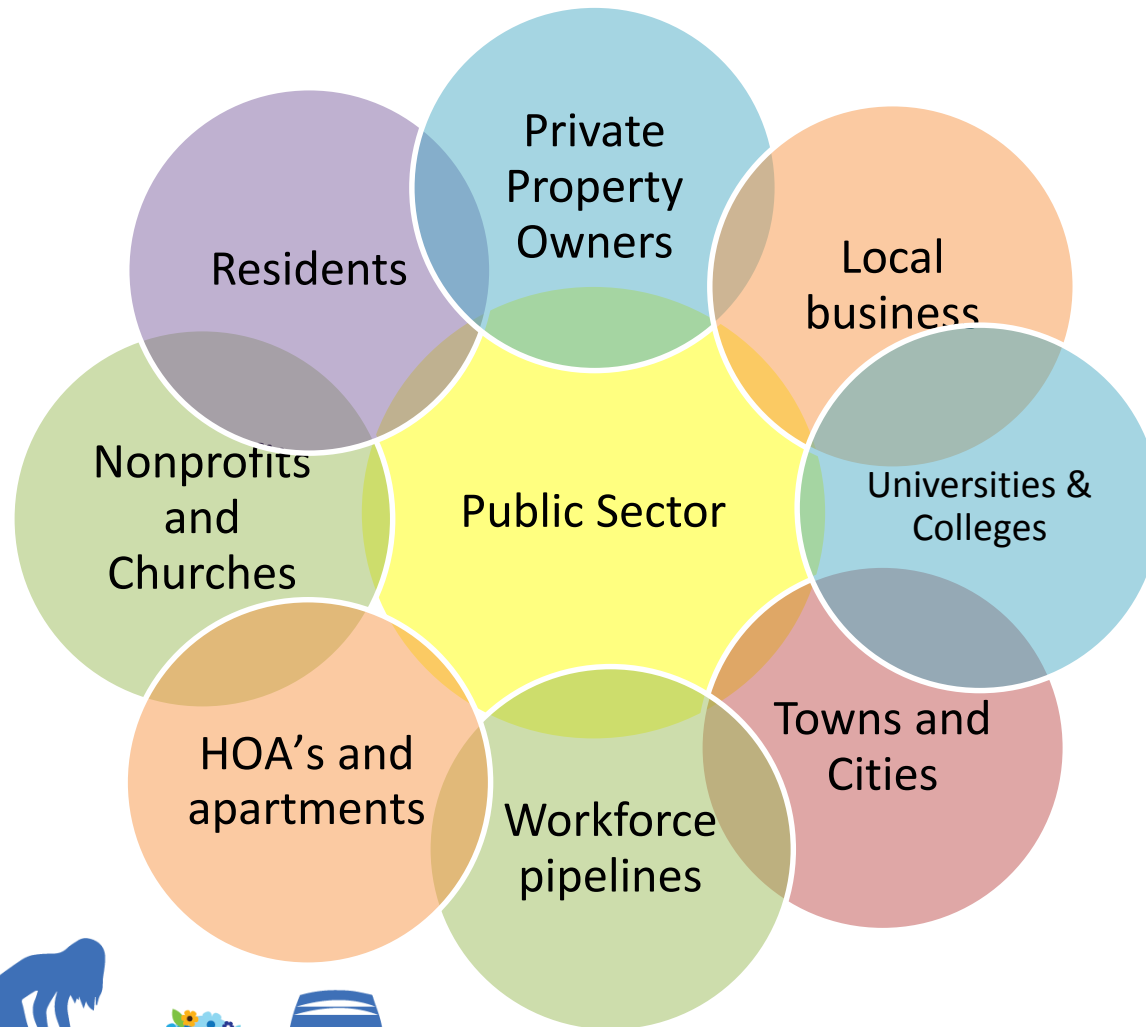 Private
Property
Owners
Local
business
Residents
Nonprofits
and
Churches
Public Sector
Universities &
Colleges
Towns and
Cities
HOA’s and
apartments
Workforce
pipelines